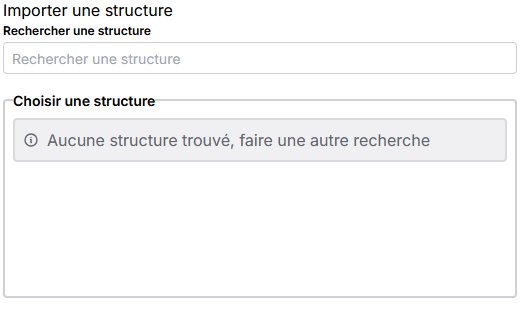 Importer une structure
Rechercher une structure
Rechercher une structure
Choisir une structure
Aucune structure trouvé, faire une autre recherche